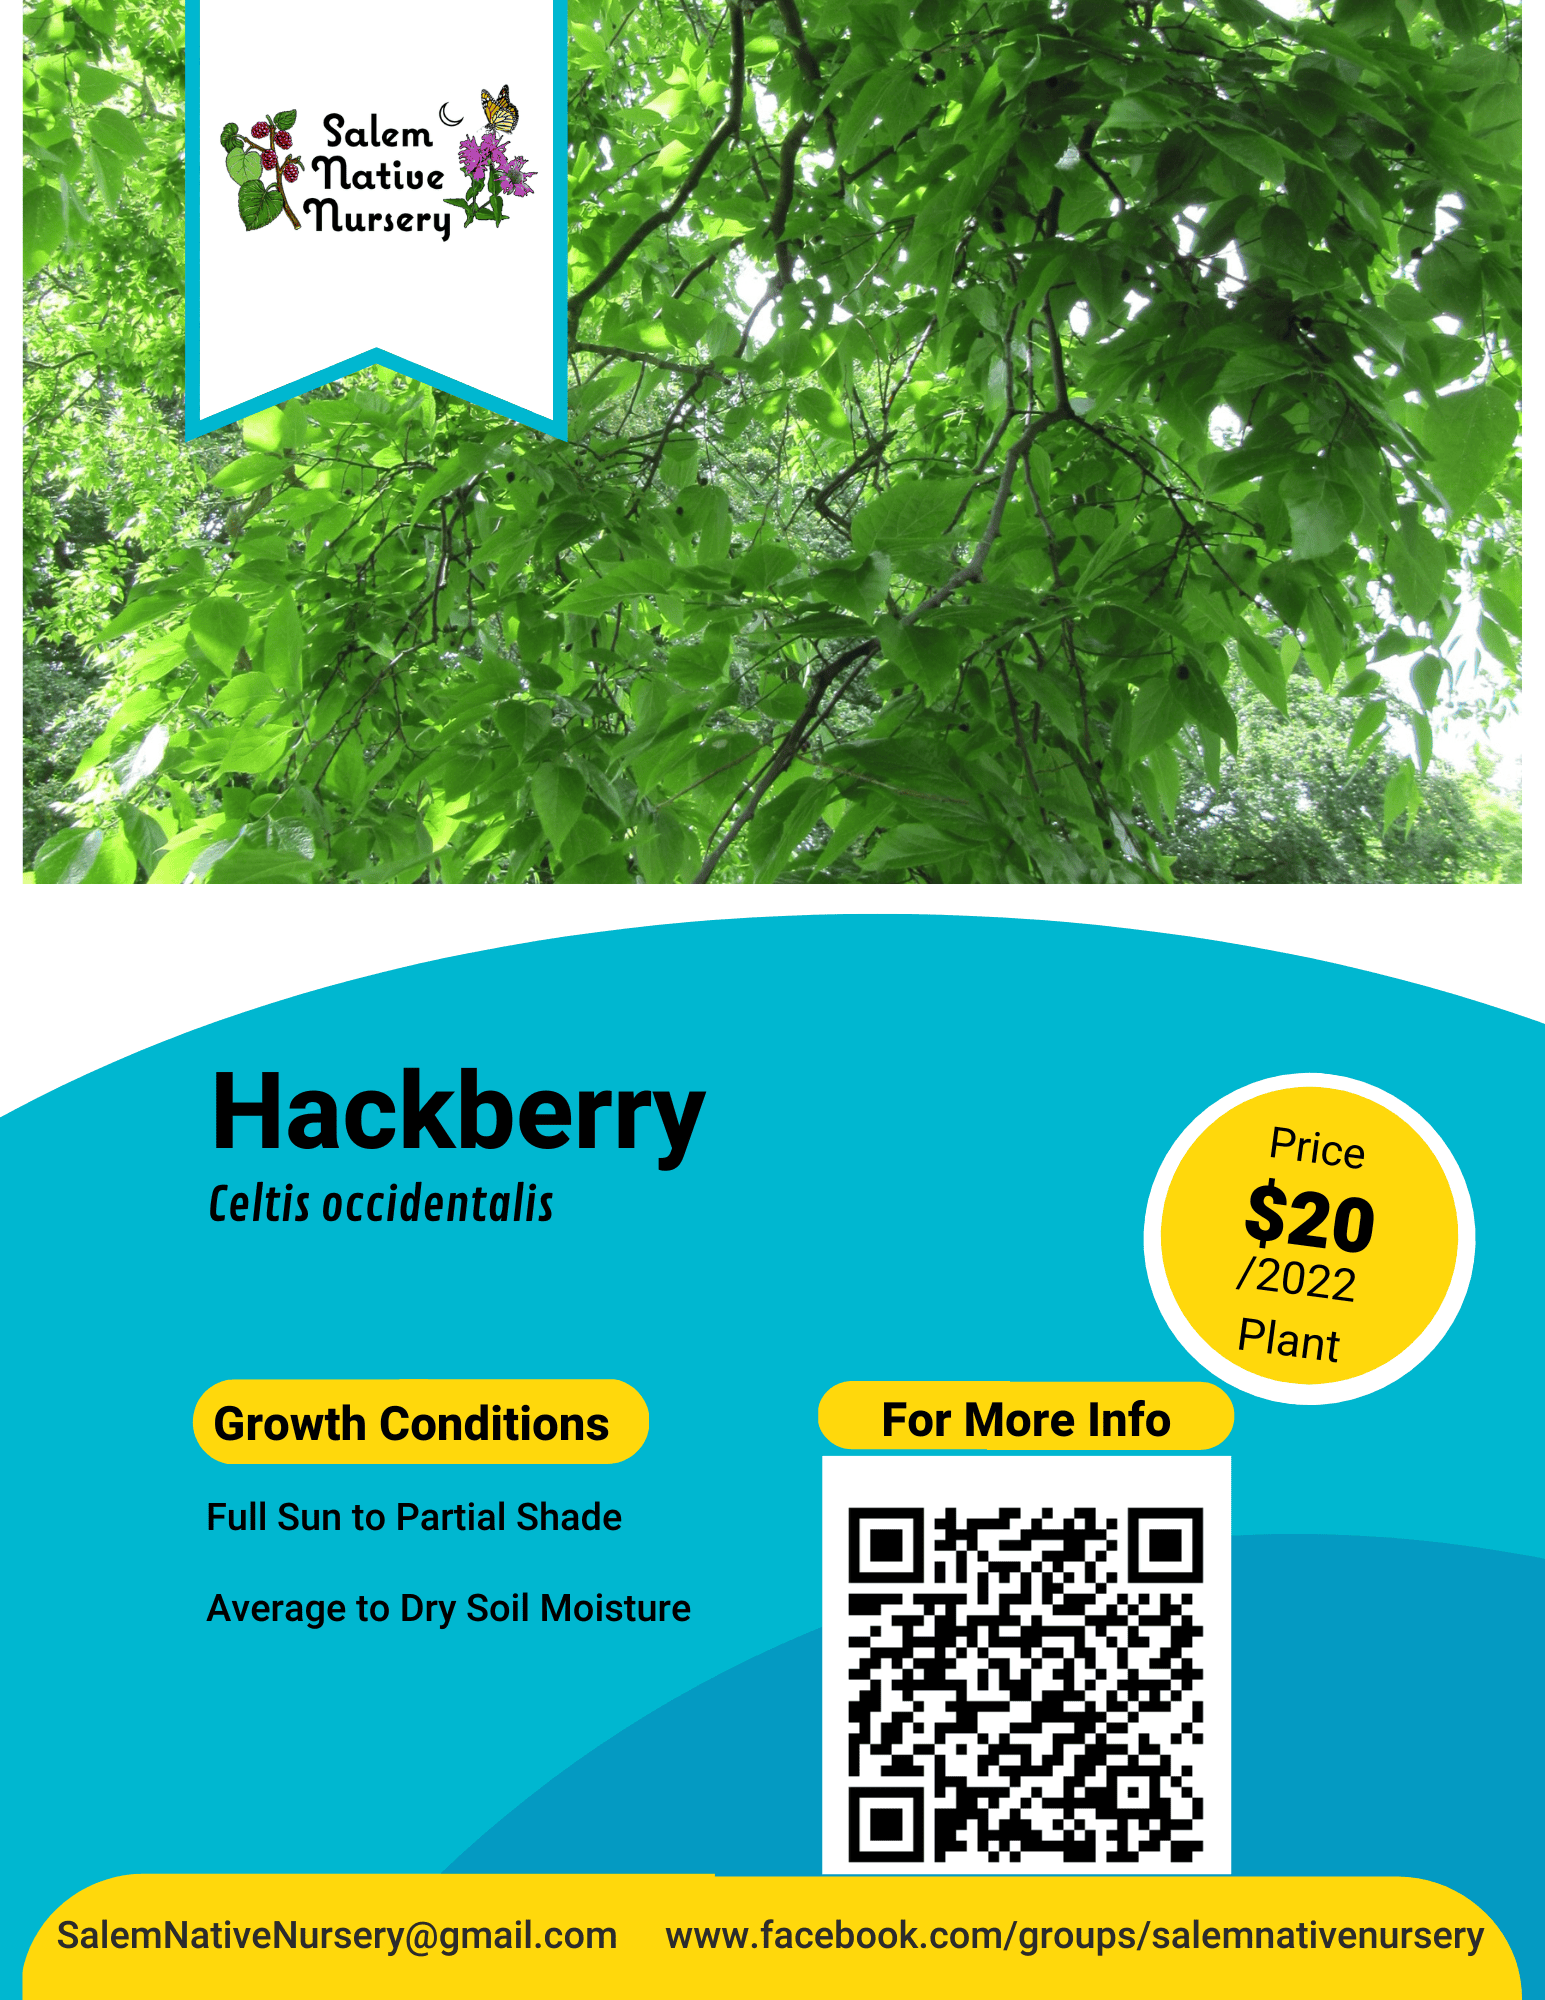 Salem
Native
Nursery
Hackberry
Celtis occidentalis
Price
$20
/2022
Plant
Growth Conditions
For More Info
Full Sun to Partial Shade
Average to Dry Soil Moisture
SalemNativeNursery@gmail.com
www.facebook.com/groups/salemnativenursery